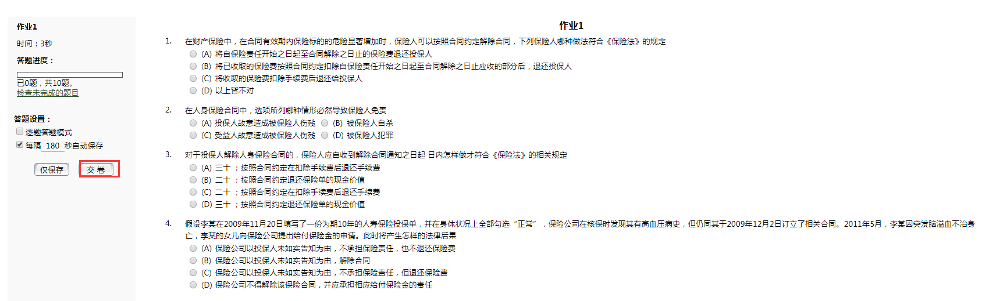 作业1
时间：3秒
答题进度：
已0题，共10题。
检查未完成的题目
答题设置：
逐题答题模式
每隔 180 秒自动保存
仅保存 交 卷
作业1
1. 在财产保险中，在合同有效期内保险标的的危险显著增加时，保险人可以按照合同约定解除合同，下列保险人哪种做法符合《保险法》的规定
(A) 将自保险责任开始之日起至合同解除之日止的保险费退还投保人
(B) 将已收取的保险费按照合同约定扣除自保险责任开始之日起至合同解除之日止应收的部分后，退还投保人
(C) 将收取的保险费扣除手续费后退还给投保人
(D) 以上皆不对
2. 在人身保险合同中，选项所列哪种情形必然导致保险人免责
(A) 投保人故意造成被保险人伤残 (B) 被保险人自杀
(C) 受益人故意造成被保险人伤残 (D) 被保险人犯罪
3. 对于投保人解除人身保险合同的，保险人应自收到解除合同通知之日起 日内怎样做才符合《保险法》的相关规定
(A) 三十 ；按照合同约定在扣除手续费后退还手续费
(B) 二十 ；按照合同约定退还保险单的现金价值
(C) 二十 ；按照合同约定在扣除手续费后退还手续费
(D) 三十 ；按照合同约定退还保险单的现金价值
4. 假设李某在2009年11月20日填写了一份为期10年的人寿保险投保单，并在身体状况上全部勾选“正常”，保险公司在核保时发现其有高血压病史，但仍同其于2009年12月2日订立了相关合同。2011年5月，李某因突发脑溢血不治身
亡，李某的女儿向保险公司提出给付保险金的申请。此时将产生怎样的法律后果
(A) 保险公司以投保人未如实告知为由，不承担保险责任，也不退还保险费
(B) 保险公司以投保人未如实告知为由，解除合同
(C) 保险公司以投保人未如实告知为由，不承担保险责任，但退还保险费
(D) 保险公司不得解除该保险合同，并应承担相应给付保险金的责任